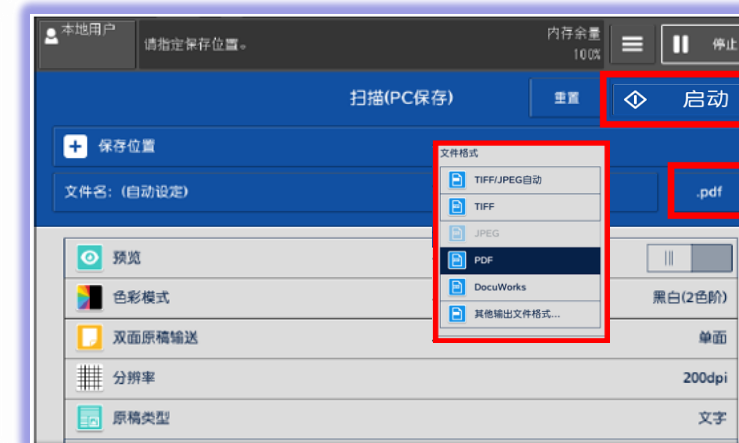 本地用户
请指定保存位置。
内存余量
100%
停止
扫描(PC保存)
重置
启动
保存位置
文件名：(自动设定)
.pdf
文件格式
TIFF/JPEG自动
TIFF
JPEG
PDF
DocuWorks
其他输出文件格式...
预览
色彩模式
黑白(2色阶)
双面原稿输送
单面
分辨率
200dpi
原稿类型
文字